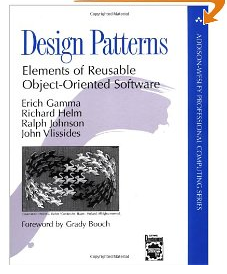 Design Patterns
Elements of Reusable
Object-Oriented Software
Erich Gamma
Richard Helm
Ralph Johnson
John Vlissides
Foreword by Grady Booch
ADDISON-WESLEY PROFESSIONAL COMPUTING SERIES